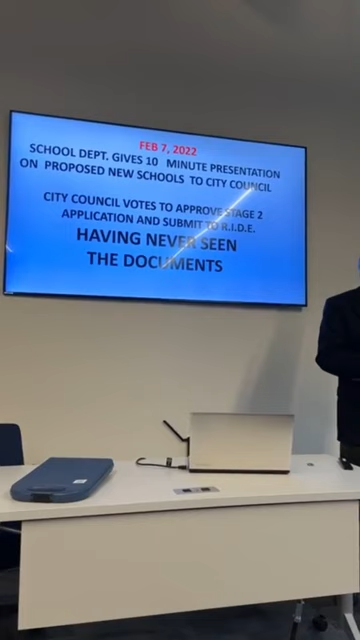 FEB 7, 2022
SCHOOL DEPT. GIVES 10 MINUTE PRESENTATION
ON PROPOSED NEW SCHOOLS TO CITY COUNCIL
CITY COUNCIL VOTES TO APPROVE STAGE 2
APPLICATION AND SUBMIT TO R.I.D.E.
HAVING NEVER SEEN
THE DOCUMENTS